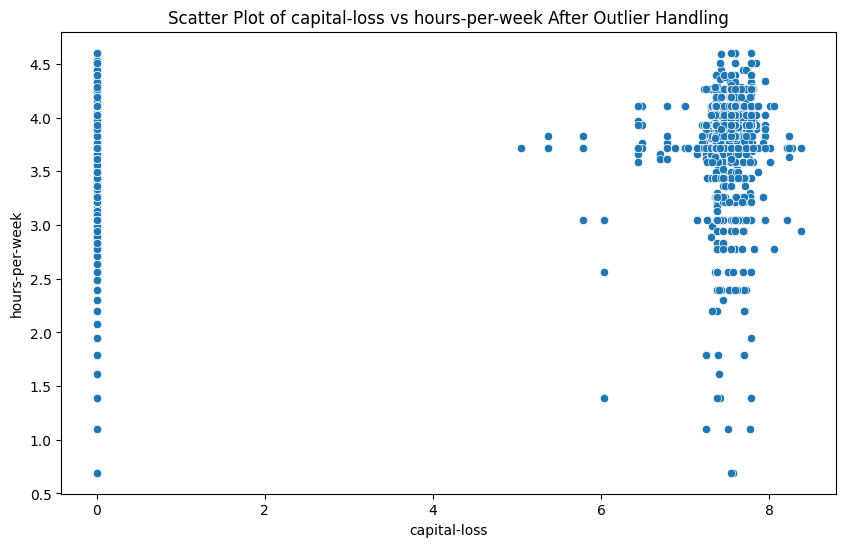 Scatter Plot of capital-loss vs hours-per-week After Outlier Handling
hours-per-week
4.5
4.0
3.5
3.0
2.5
2.0
1.5
1.0
0.5
0 2 4 6 8
capital-loss